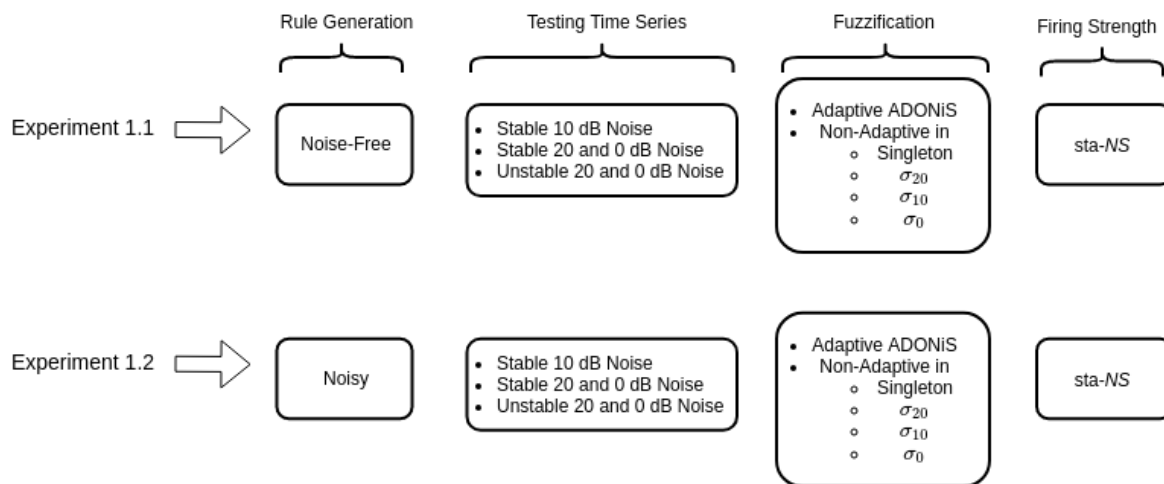 Rule Generation
Testing Time Series
Fuzzification
Firing Strength
Experiment 1.1
Noise-Free
• Stable 10 dB Noise
• Stable 20 and 0 dB Noise
• Unstable 20 and 0 dB Noise
• Adaptive ADONiS
• Non-Adaptive in
∘ Singleton
∘ σ₂₀
∘ σ₁₀
∘ σ₀
sta-NS
Experiment 1.2
Noisy
• Stable 10 dB Noise
• Stable 20 and 0 dB Noise
• Unstable 20 and 0 dB Noise
• Adaptive ADONiS
• Non-Adaptive in
∘ Singleton
∘ σ₂₀
∘ σ₁₀
∘ σ₀
sta-NS